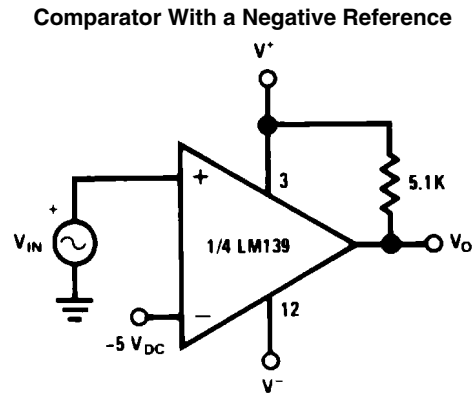 Comparator With a Negative Reference
V+
+
3
5.1K
+
VIN
1/4 LM139
VO
−
12
-5 VDC
V−